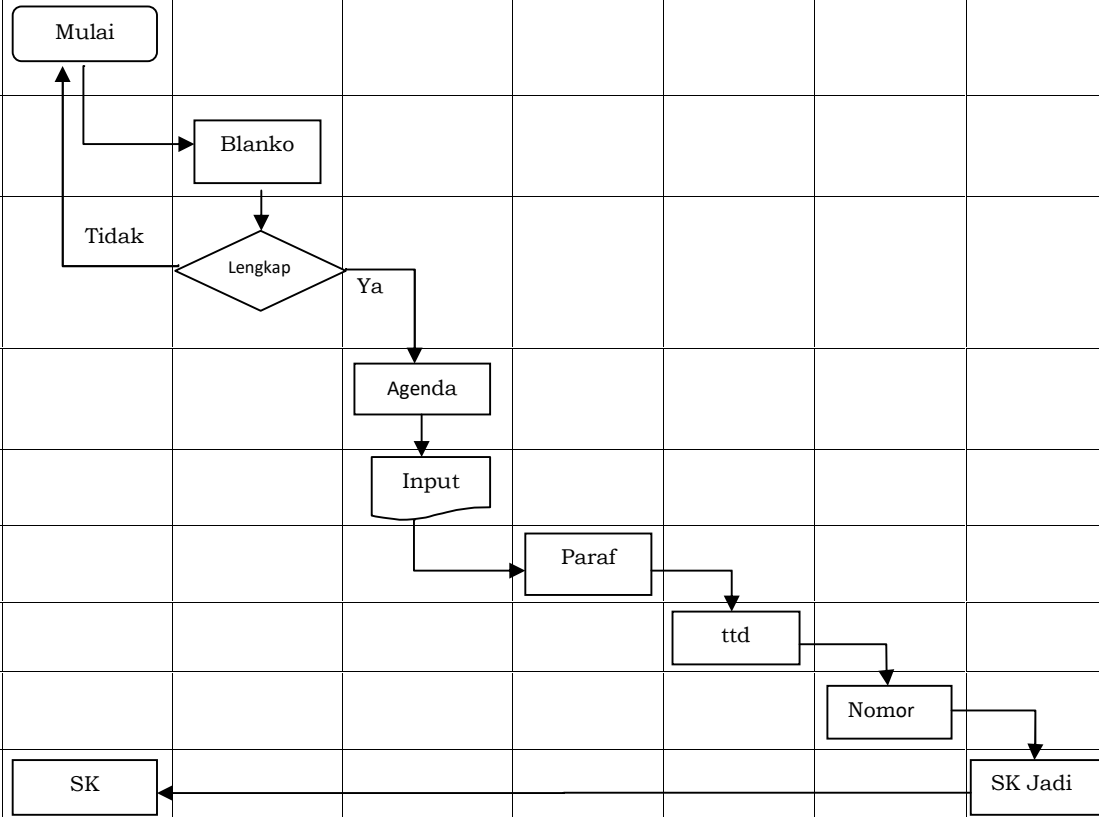 Mulai
Blanko
Tidak
Lengkap
Ya
Agenda
Input
Paraf
ttd
Nomor
SK
SK Jadi